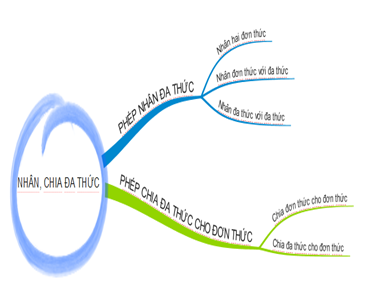 NHÂN, CHIA ĐA THỨC
PHÉP NHÂN ĐA THỨC
Nhân hai đơn thức
Nhân đơn thức với đa thức
Nhân đa thức với đa thức
PHÉP CHIA ĐA THỨC CHO ĐƠN THỨC
Chia đơn thức cho đơn thức
Chia đa thức cho đơn thức